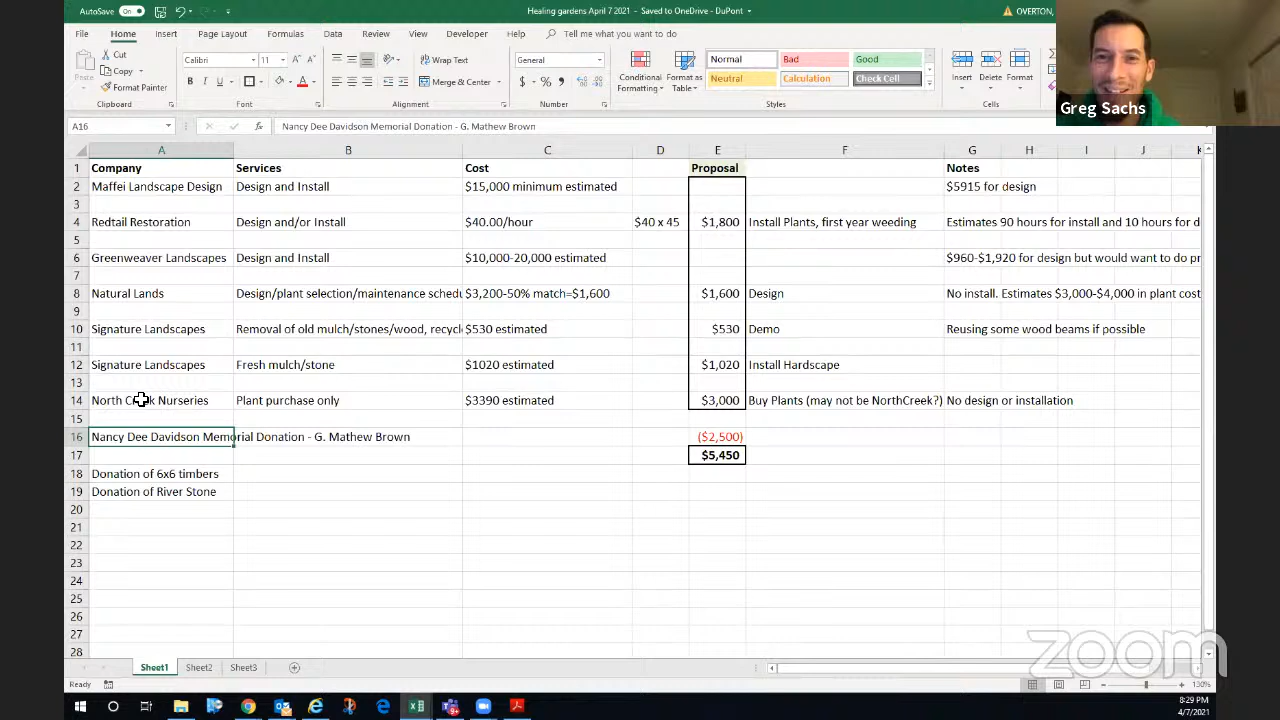 AutoSave On Healing gardens April 7 2021 - Saved to OneDrive - DuPont OVERTON,
File Home Insert Page Layout Formulas Data Review View Developer Help Tell me what you want to do
Paste Cut Copy Format Painter Clipboard
Calibri 11 B I U A Font
Wrap Text Merge & Center Alignment
General $ % Number
Conditional Formatting Format as Table Normal Bad Good Neutral Calculation Check Cell Styles
Insert Delete Format Cells
Greg Sachs
A16 fx Nancy Dee Davidson Memorial Donation - G. Mathew Brown
A B C D E F G H I J K
1 Company Services Cost Proposal Notes
2 Maffei Landscape Design Design and Install $15,000 minimum estimated $5915 for design
3
4 Redtail Restoration Design and/or Install $40.00/hour $40 x 45 $1,800 Install Plants, first year weeding Estimates 90 hours for install and 10 hours for d
5
6 Greenweaver Landscapes Design and Install $10,000-20,000 estimated $960-$1,920 for design but would want to do pr
7
8 Natural Lands Design/plant selection/maintenance schedu $3,200-50% match=$1,600 $1,600 Design No install. Estimates $3,000-$4,000 in plant cost
9
10 Signature Landscapes Removal of old mulch/stones/wood, recycl $530 estimated $530 Demo Reusing some wood beams if possible
11
12 Signature Landscapes Fresh mulch/stone $1020 estimated $1,020 Install Hardscape
13
14 North Creek Nurseries Plant purchase only $3390 estimated $3,000 Buy Plants (may not be NorthCreek?) No design or installation
15
16 Nancy Dee Davidson Memorial Donation - G. Mathew Brown ($2,500)
17 $5,450
18 Donation of 6x6 timbers
19 Donation of River Stone
20
21
22
23
24
25
26
27
28
Sheet1 Sheet2 Sheet3
Ready 130%
zoom
8:29 PM
4/7/2021